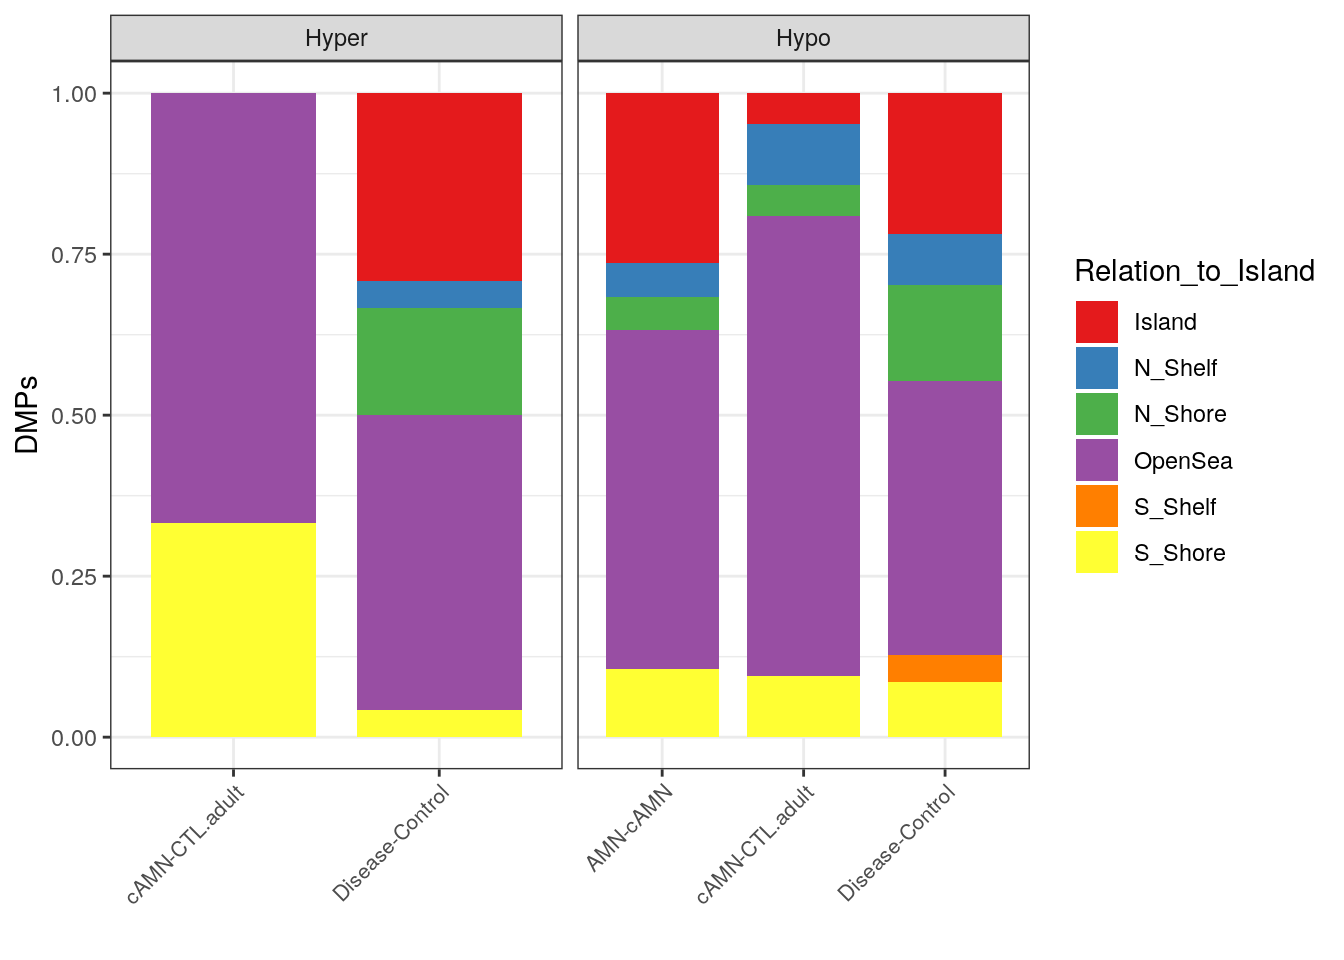 Hyper
Hypo
1.00
0.75
0.50
0.25
0.00
DMPs
cAMN-CTL.adult
Disease-Control
AMN-cAMN
cAMN-CTL.adult
Disease-Control
Relation_to_Island
Island
N_Shelf
N_Shore
OpenSea
S_Shelf
S_Shore